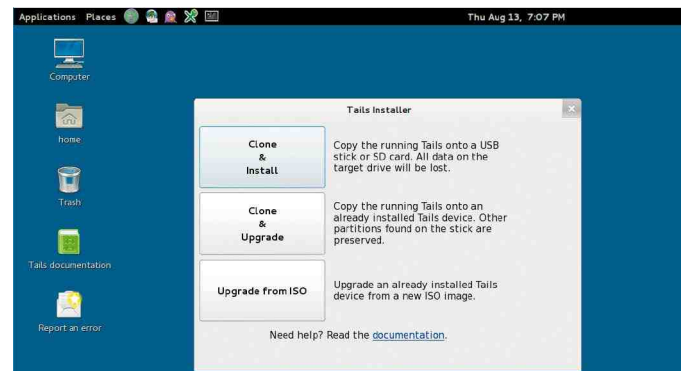 Applications Places Thu Aug 13, 7:07 PM
Computer
home
Trash
Tails documentation
Report an error
Tails Installer
Clone
&
Install
Copy the running Tails onto a USB
stick or SD card. All data on the
target drive will be lost.
Clone
&
Upgrade
Copy the running Tails onto an
already installed Tails device. Other
partitions found on the stick are
preserved.
Upgrade from ISO
Upgrade an already installed Tails
device from a new ISO image.
Need help? Read the documentation.